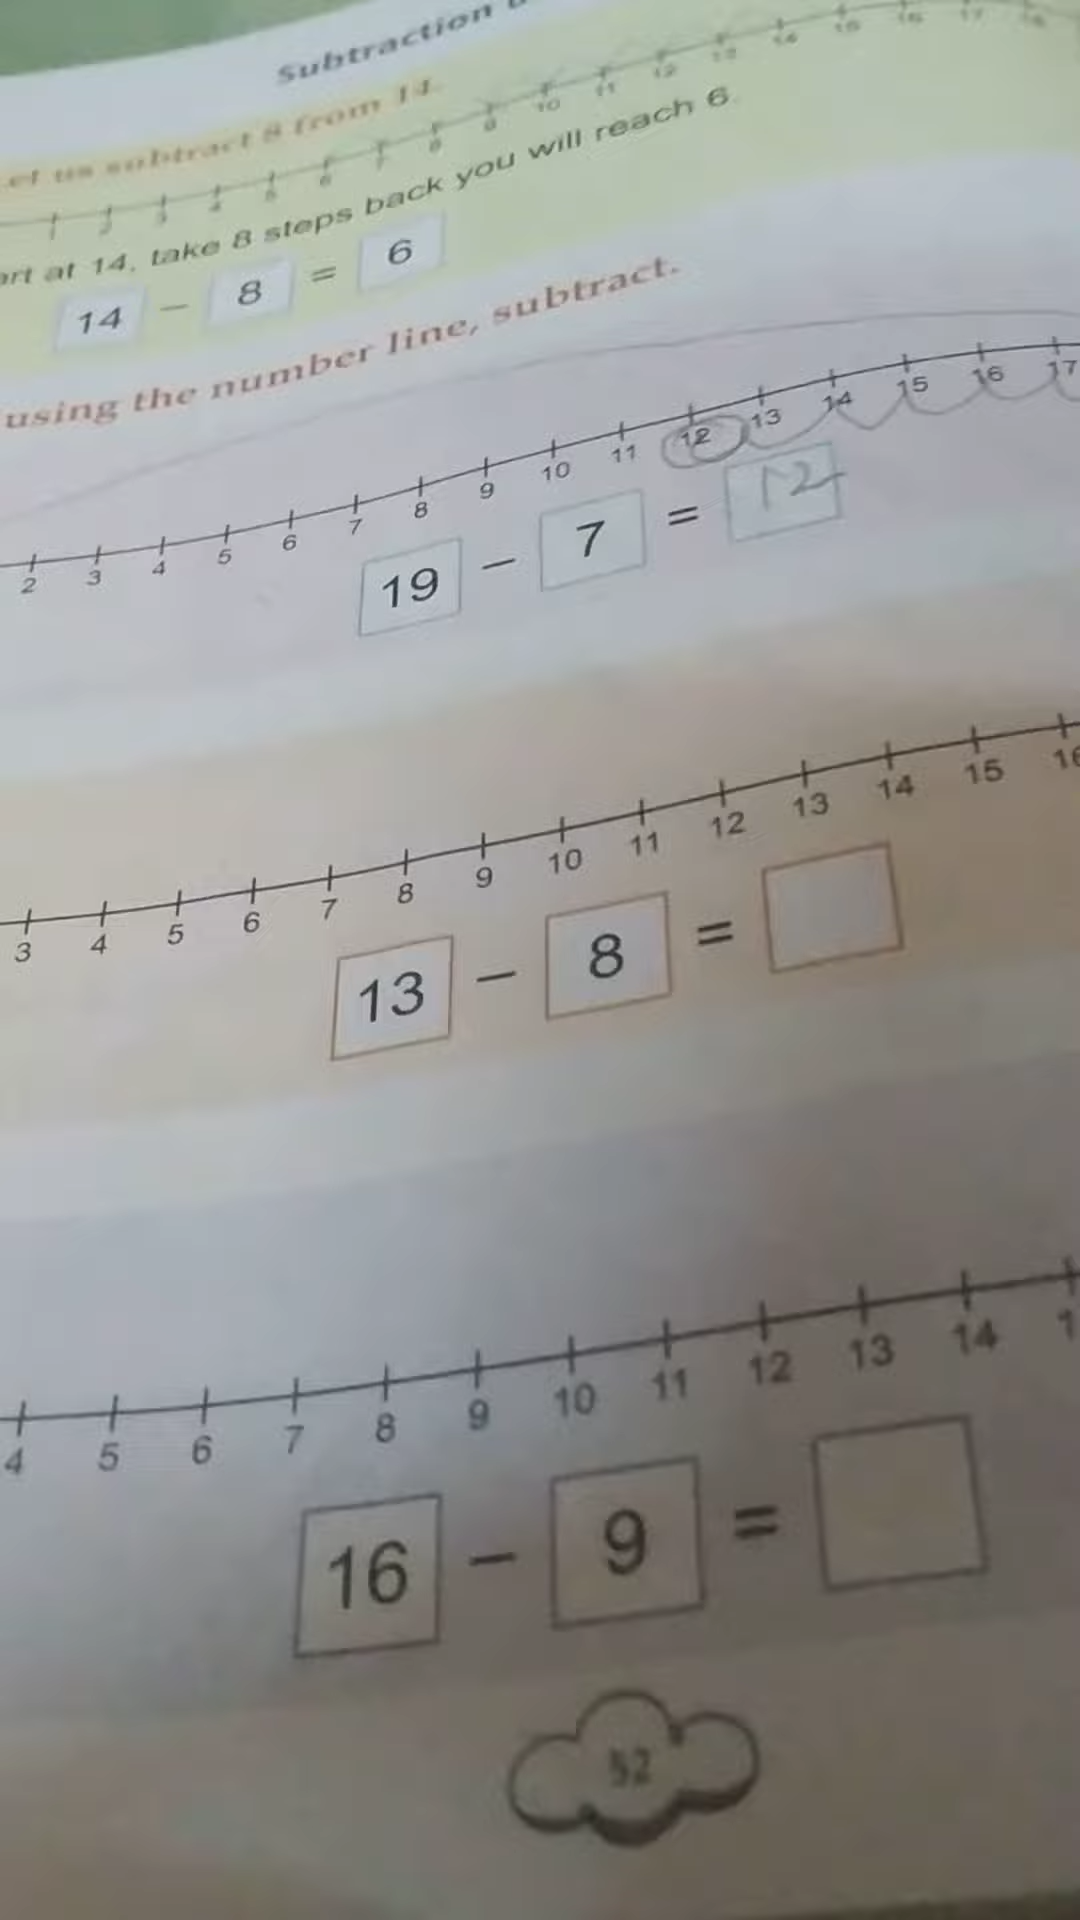 Subtraction
Let us subtract 8 from 14.
1 2 3 4 5 6 7 8 9 10 11 12 13 14 15 16 17 18
art at 14, take 8 steps back you will reach 6.
14 − 8 = 6
using the number line, subtract.
2 3 4 5 6 7 8 9 10 11 12 13 14 15 16 17
19 − 7 = 12
3 4 5 6 7 8 9 10 11 12 13 14 15 16
13 − 8 =
4 5 6 7 8 9 10 11 12 13 14 1
16 − 9 =
52